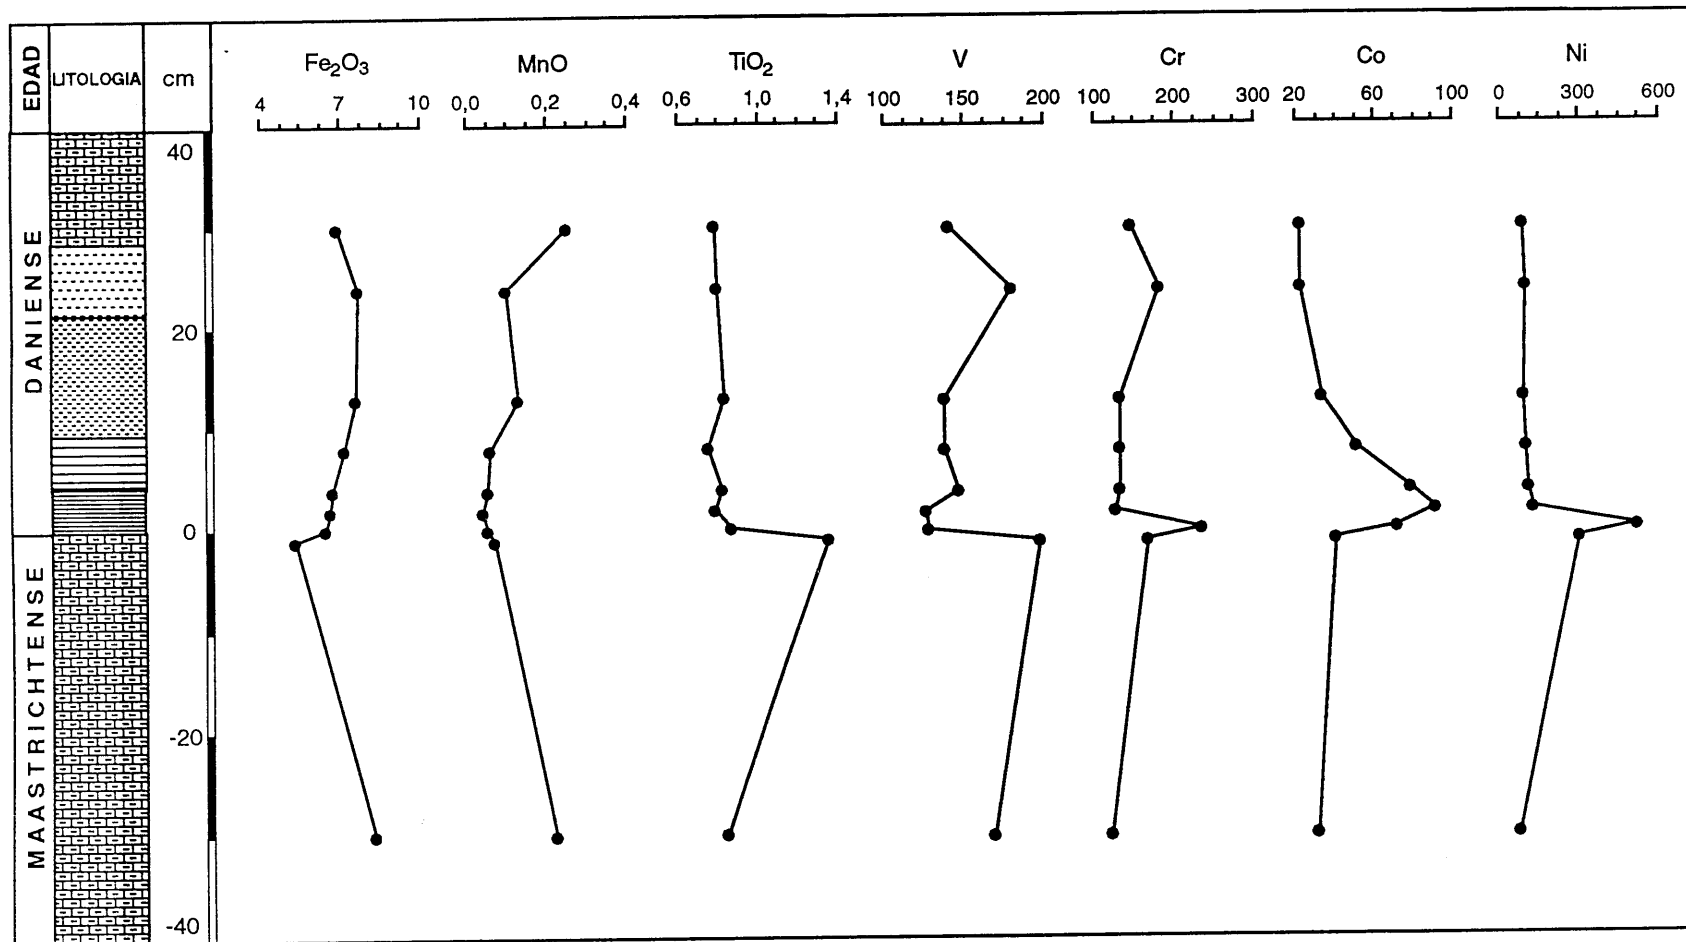 EDAD
LITOLOGIA
cm
Fe₂O₃
MnO
TiO₂
V
Cr
Co
Ni
4 7 10
0,0 0,2 0,4
0,6 1,0 1,4
100 150 200
100 200 300
20 60 100
0 300 600
DANIENSE
MAASTRICHTENSE
40
20
0
-20
-40